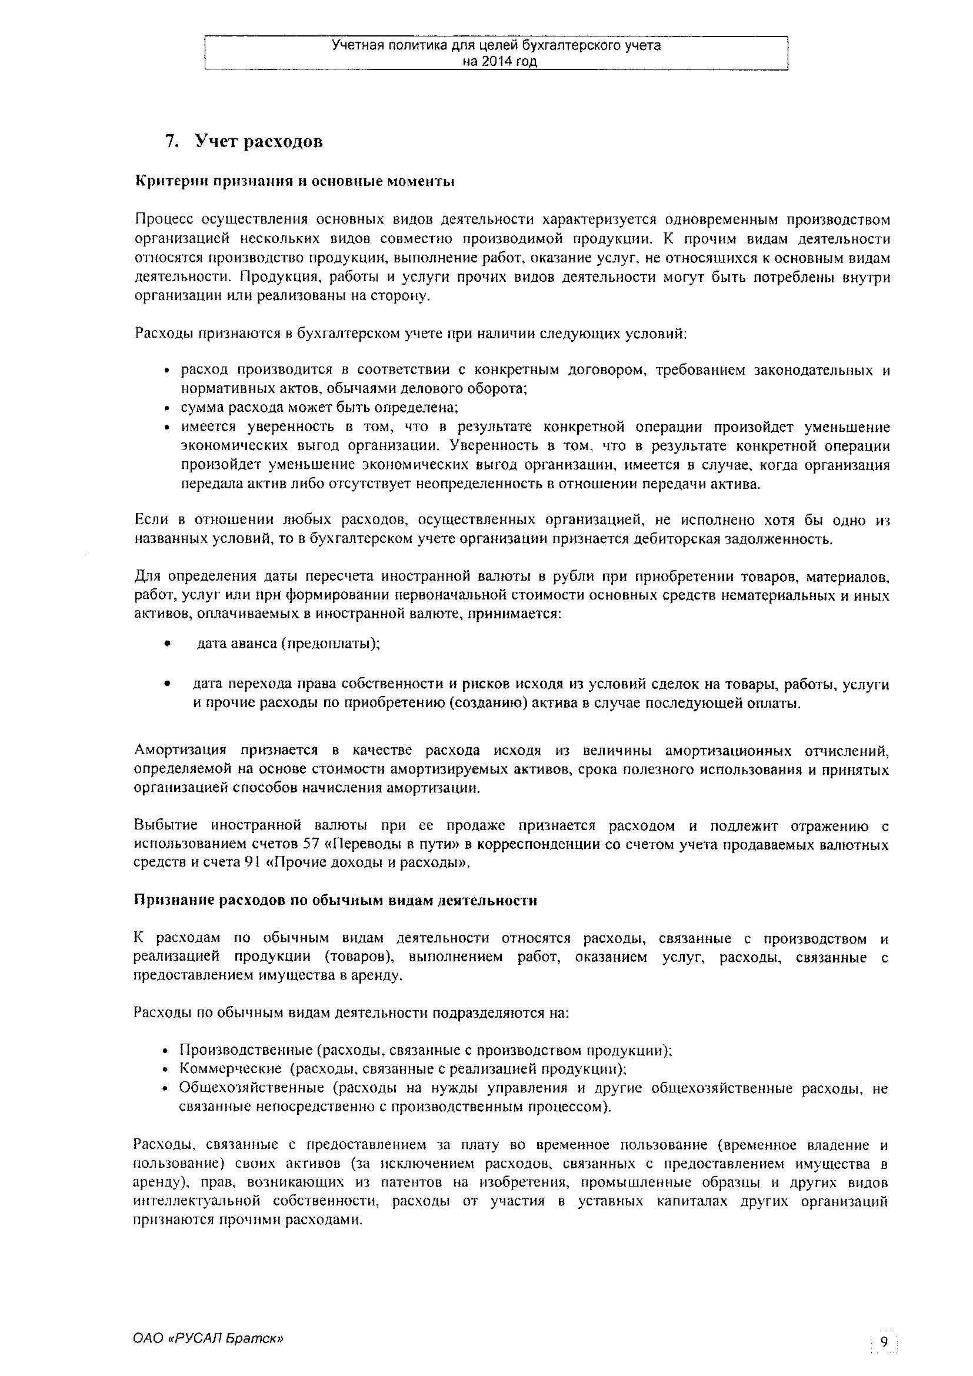 Учетная политика для целей бухгалтерского учета
на 2014 год
7. Учет расходов
Критерии признания и основные моменты
Процесс осуществления основных видов деятельности характеризуется одновременным производством
организацией нескольких видов совместно производимой продукции. К прочим видам деятельности
относятся производство продукции, выполнение работ, оказание услуг, не относящихся к основным видам
деятельности. Продукция, работы и услуги прочих видов деятельности могут быть потреблены внутри
организации или реализованы на сторону.
Расходы признаются в бухгалтерском учете при наличии следующих условий:
• расход производится в соответствии с конкретным договором, требованием законодательных и
нормативных актов, обычаями делового оборота;
• сумма расхода может быть определена;
• имеется уверенность в том, что в результате конкретной операции произойдет уменьшение
экономических выгод организации. Уверенность в том, что в результате конкретной операции
произойдет уменьшение экономических выгод организации, имеется в случае, когда организация
передала актив либо отсутствует неопределенность в отношении передачи актива.
Если в отношении любых расходов, осуществленных организацией, не исполнено хотя бы одно из
названных условий, то в бухгалтерском учете организации признается дебиторская задолженность.
Для определения даты пересчета иностранной валюты в рубли при приобретении товаров, материалов,
работ, услуг или при формировании первоначальной стоимости основных средств нематериальных и иных
активов, оплачиваемых в иностранной валюте, принимается:
• дата аванса (предоплаты);
• дата перехода права собственности и рисков исходя из условий сделок на товары, работы, услуги
и прочие расходы по приобретению (созданию) актива в случае последующей оплаты.
Амортизация признается в качестве расхода исходя из величины амортизационных отчислений,
определяемой на основе стоимости амортизируемых активов, срока полезного использования и принятых
организацией способов начисления амортизации.
Выбытие иностранной валюты при ее продаже признается расходом и подлежит отражению с
использованием счетов 57 «Переводы в пути» в корреспонденции со счетом учета продаваемых валютных
средств и счета 91 «Прочие доходы и расходы».
Признание расходов по обычным видам деятельности
К расходам по обычным видам деятельности относятся расходы, связанные с производством и
реализацией продукции (товаров), выполнением работ, оказанием услуг, расходы, связанные с
предоставлением имущества в аренду.
Расходы по обычным видам деятельности подразделяются на:
• Производственные (расходы, связанные с производством продукции);
• Коммерческие (расходы, связанные с реализацией продукции);
• Общехозяйственные (расходы на нужды управления и другие общехозяйственные расходы, не
связанные непосредственно с производственным процессом).
Расходы, связанные с предоставлением за плату во временное пользование (временное владение и
пользование) своих активов (за исключением расходов, связанных с предоставлением имущества в
аренду), прав, возникающих из патентов на изобретения, промышленные образцы и других видов
интеллектуальной собственности, расходы от участия в уставных капиталах других организаций
признаются прочими расходами.
ОАО «РУСАЛ Братск»
9